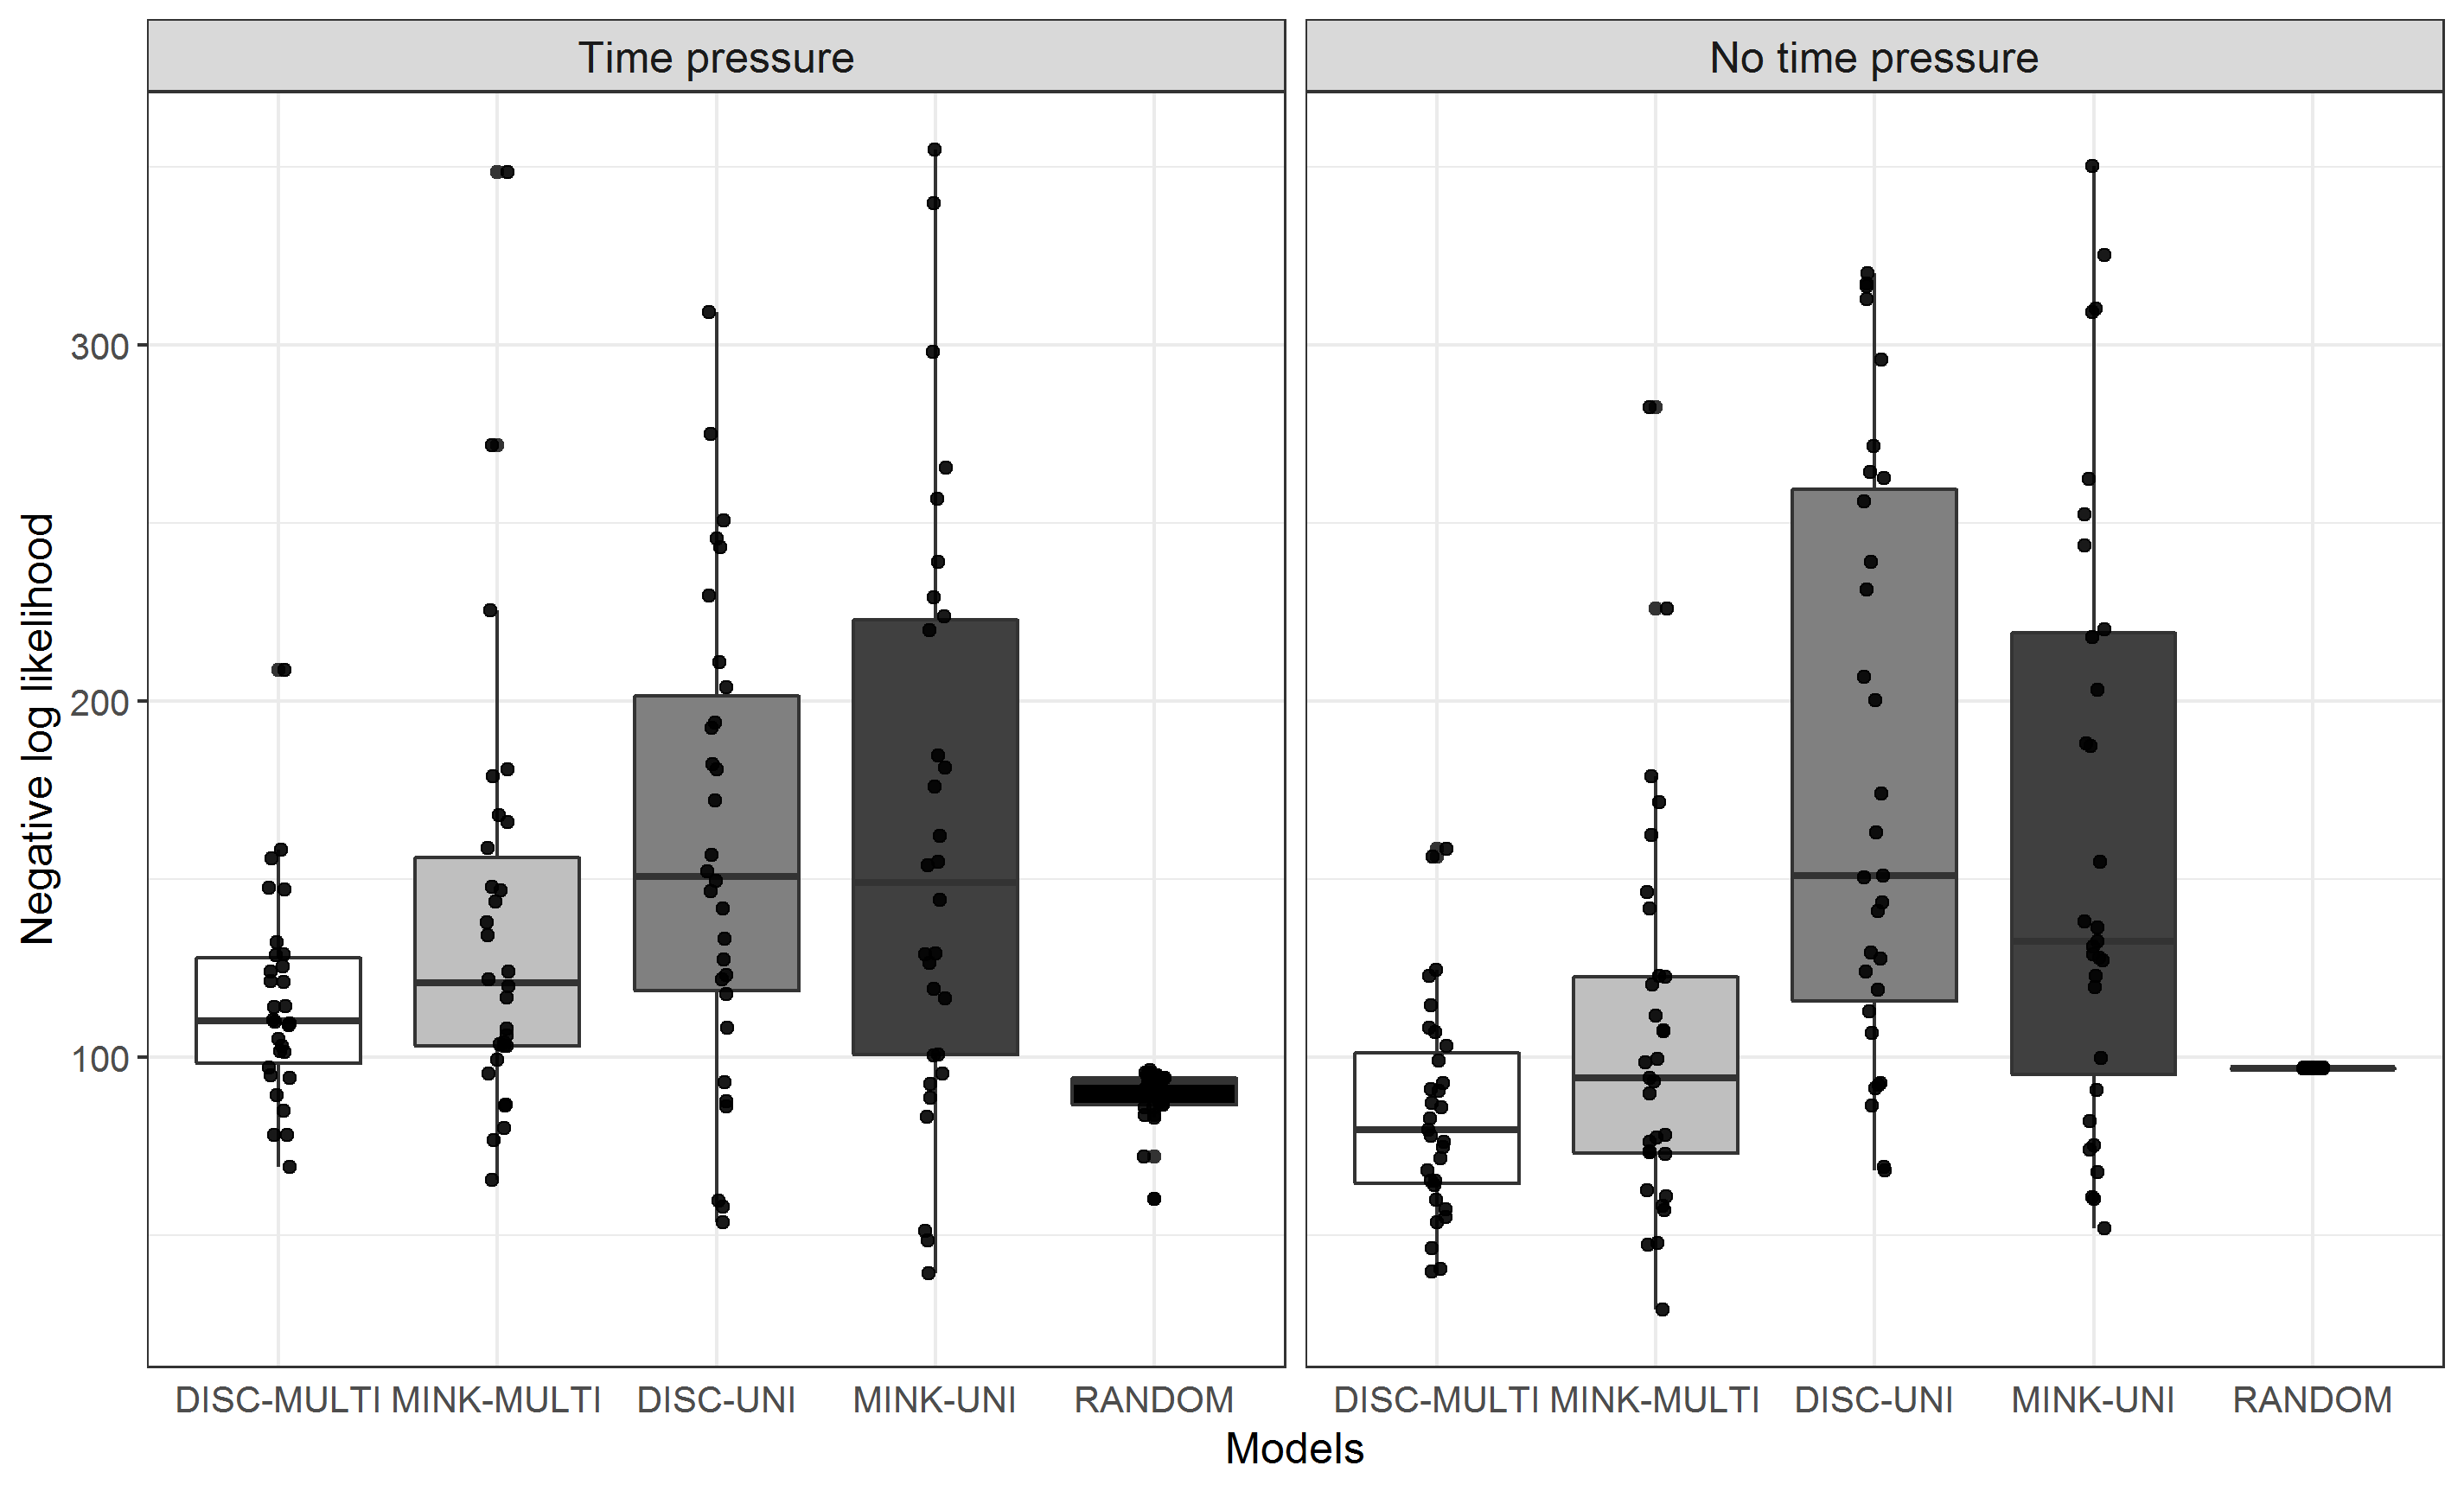 Time pressure
No time pressure
Negative log likelihood
300
200
100
DISC-MULTI MINK-MULTI DISC-UNI MINK-UNI RANDOM
DISC-MULTI MINK-MULTI DISC-UNI MINK-UNI RANDOM
Models